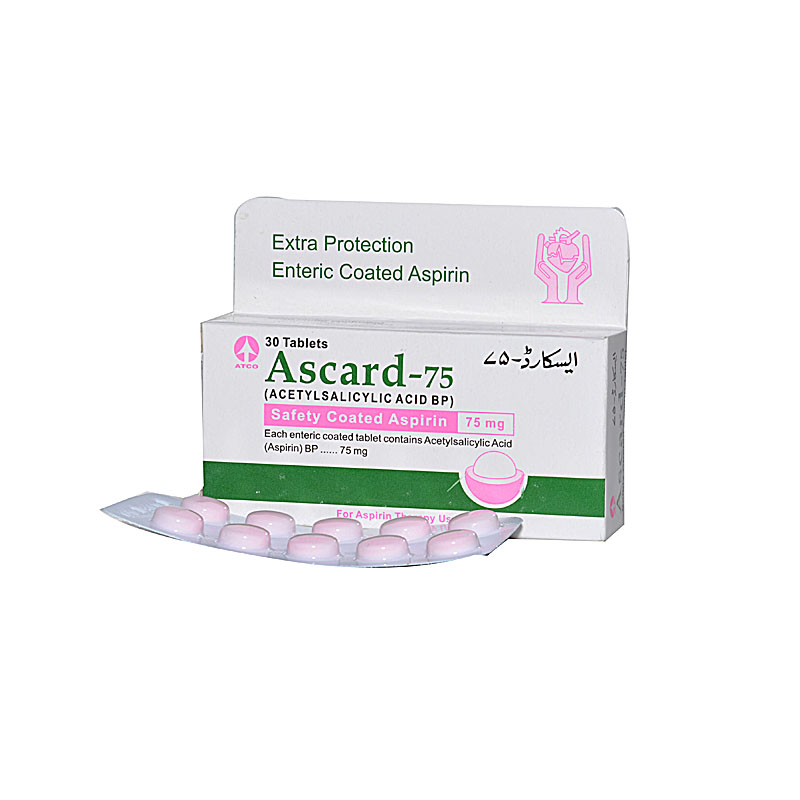 Extra Protection
Enteric Coated Aspirin
30 Tablets
ATCO
Ascard-75
ایسکارڈ-۷۵
(ACETYLSALICYLIC ACID BP)
Safety Coated Aspirin 75 mg
Each enteric coated tablet contains Acetylsalicylic Acid
(Aspirin) BP ...... 75 mg
For Aspirin